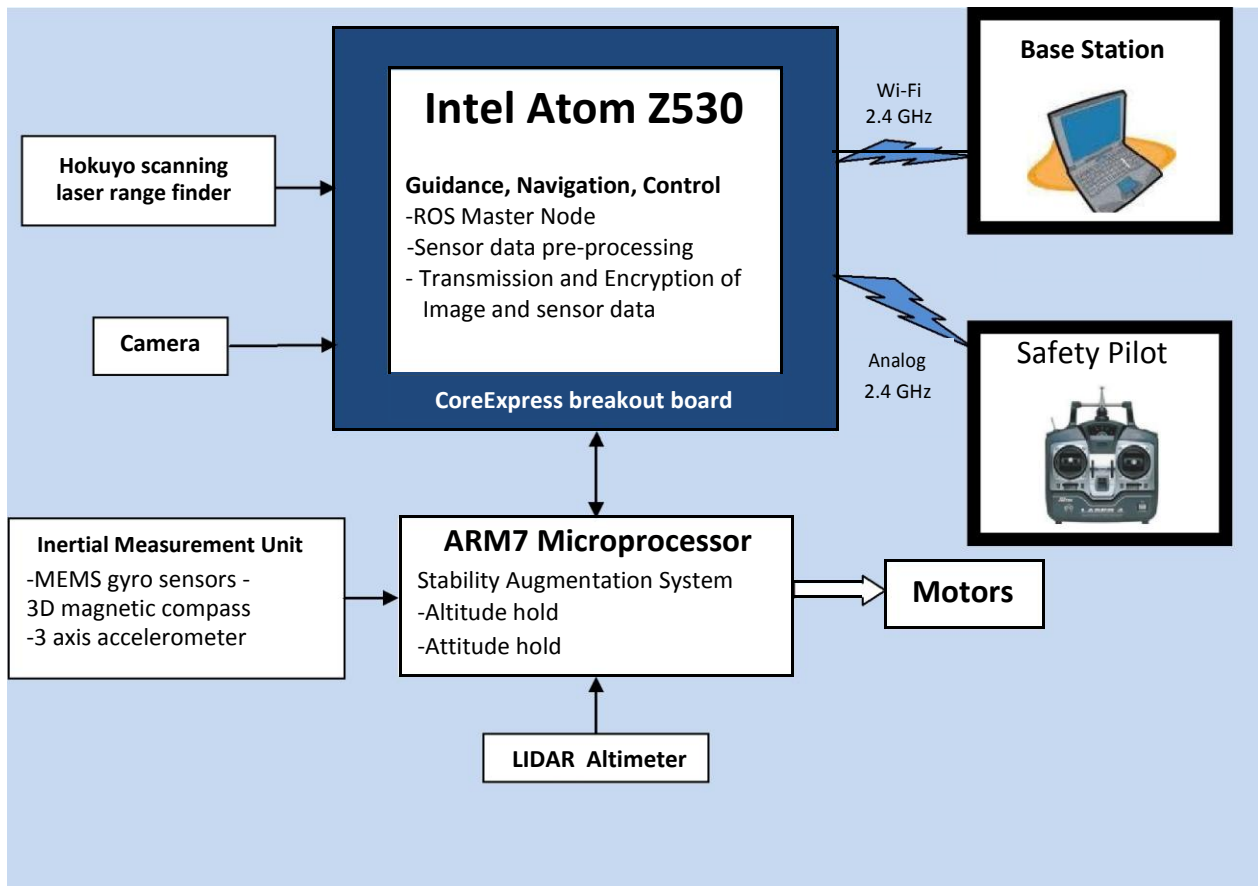 Intel Atom Z530
Guidance, Navigation, Control
-ROS Master Node
-Sensor data pre-processing
- Transmission and Encryption of
Image and sensor data
CoreExpress breakout board
Hokuyo scanning
laser range finder
Camera
Wi-Fi
2.4 GHz
Base Station
Analog
2.4 GHz
Safety Pilot
LASER 4
Inertial Measurement Unit
-MEMS gyro sensors -
3D magnetic compass
-3 axis accelerometer
ARM7 Microprocessor
Stability Augmentation System
-Altitude hold
-Attitude hold
Motors
LIDAR  Altimeter